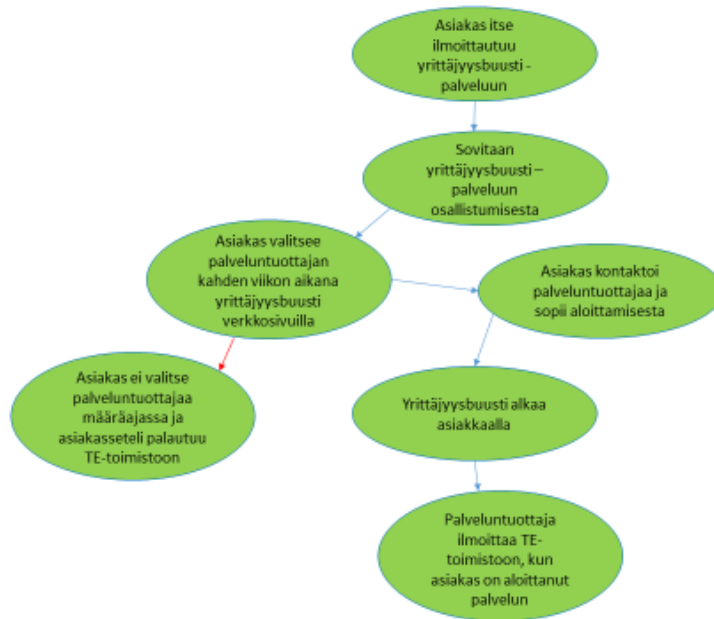 Asiakas itse
ilmoittautuu
yrittäjyysbuusti -
palveluun
Sovitaan
yrittäjyysbuusti –
palveluun
osallistumisesta
Asiakas valitsee
palveluntuottajan
kahden viikon aikana
yrittäjyysbuusti
verkkosivuilla
Asiakas kontaktoi
palveluntuottajaa ja
sopii aloittamisesta
Asiakas ei valitse
palveluntuottajaa
määräajassa ja
asiakasseteli palautuu
TE-toimistoon
Yrittäjyysbuusti alkaa
asiakkaalla
Palveluntuottaja
ilmoittaa TE-
toimistoon, kun
asiakas on aloittanut
palvelun